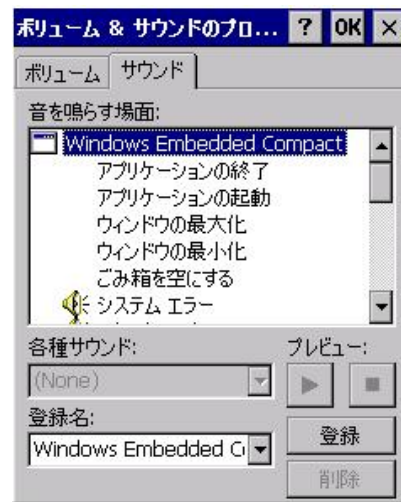 ボリューム & サウンドのプロ... ? OK ×
ボリューム サウンド
音を鳴らす場面:
Windows Embedded Compact
アプリケーションの終了
アプリケーションの起動
ウィンドウの最大化
ウィンドウの最小化
ごみ箱を空にする
システム エラー
各種サウンド: プレビュー:
(None)
登録名:
Windows Embedded C 登録
削除